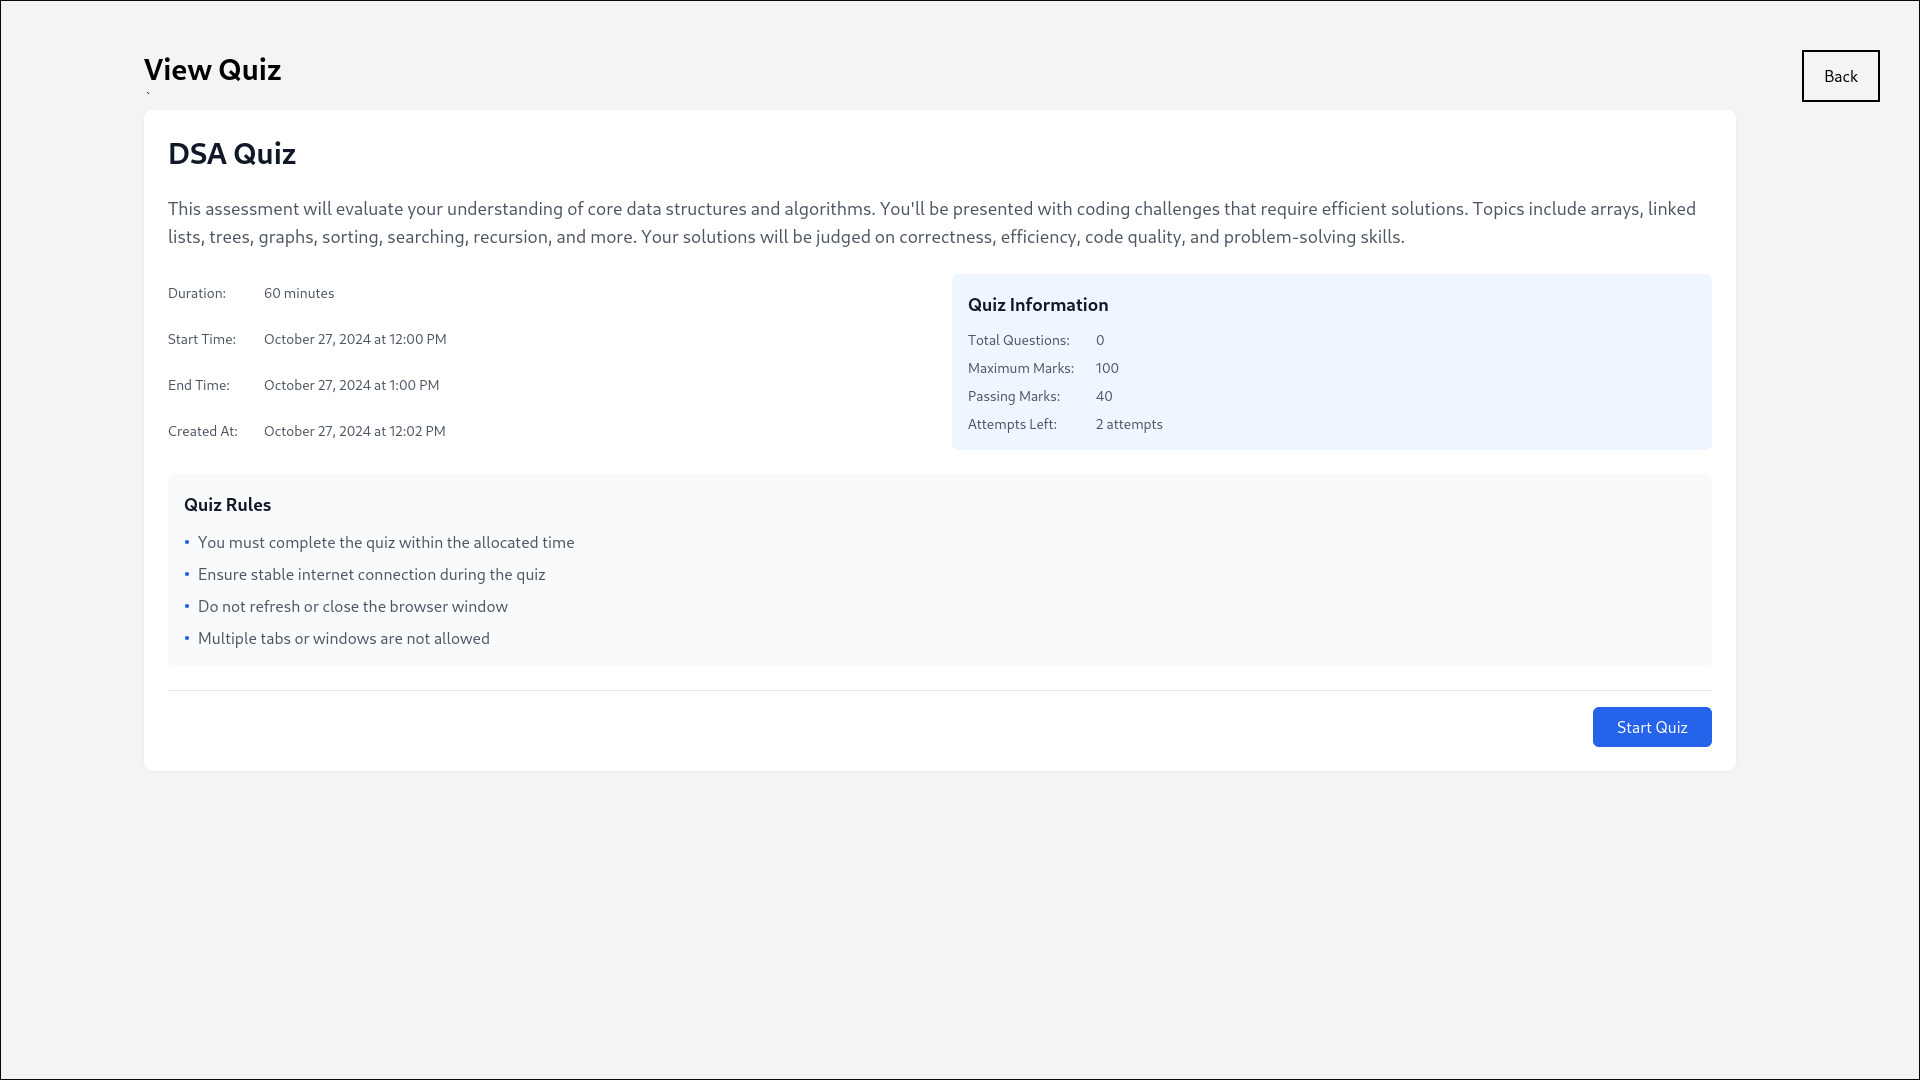 View Quiz
Back
`
DSA Quiz
This assessment will evaluate your understanding of core data structures and algorithms. You'll be presented with coding challenges that require efficient solutions. Topics include arrays, linked
lists, trees, graphs, sorting, searching, recursion, and more. Your solutions will be judged on correctness, efficiency, code quality, and problem-solving skills.
Duration: 60 minutes
Start Time: October 27, 2024 at 12:00 PM
End Time: October 27, 2024 at 1:00 PM
Created At: October 27, 2024 at 12:02 PM
Quiz Information
Total Questions: 0
Maximum Marks: 100
Passing Marks: 40
Attempts Left: 2 attempts
Quiz Rules
• You must complete the quiz within the allocated time
• Ensure stable internet connection during the quiz
• Do not refresh or close the browser window
• Multiple tabs or windows are not allowed
Start Quiz